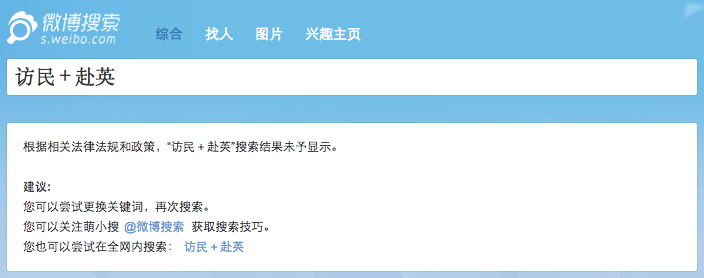 微博搜索
s.weibo.com
综合 找人 图片 兴趣主页
访民+赴英
根据相关法律法规和政策，“访民+赴英”搜索结果未予显示。
建议:
您可以尝试更换关键词，再次搜索。
您可以关注萌小搜 @微博搜索 获取搜索技巧。
您也可以尝试在全网内搜索： 访民+赴英